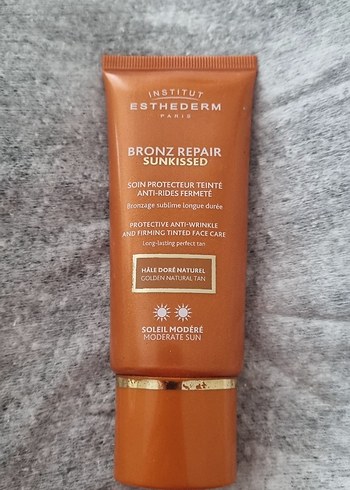 INSTITUT
ESTHEDERM
PARIS
BRONZ REPAIR
SUNKISSED
SOIN PROTECTEUR TEINTÉ
ANTI-RIDES FERMETÉ
Bronzage sublime longue durée
PROTECTIVE ANTI-WRINKLE
AND FIRMING TINTED FACE CARE
Long-lasting perfect tan
HÂLE DORÉ NATUREL
GOLDEN NATURAL TAN
SOLEIL MODÉRÉ
MODERATE SUN